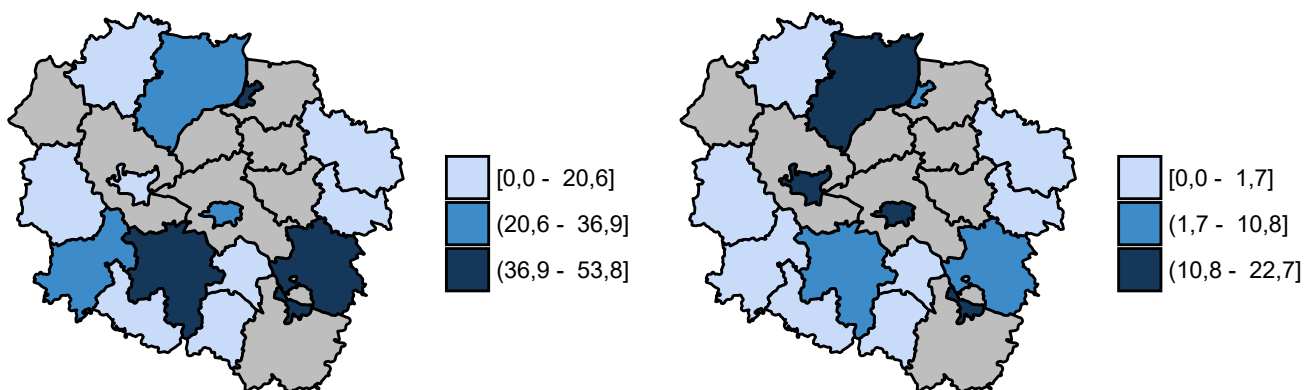 [0,0 - 20,6]
(20,6 - 36,9]
(36,9 - 53,8]
[0,0 - 1,7]
(1,7 - 10,8]
(10,8 - 22,7]